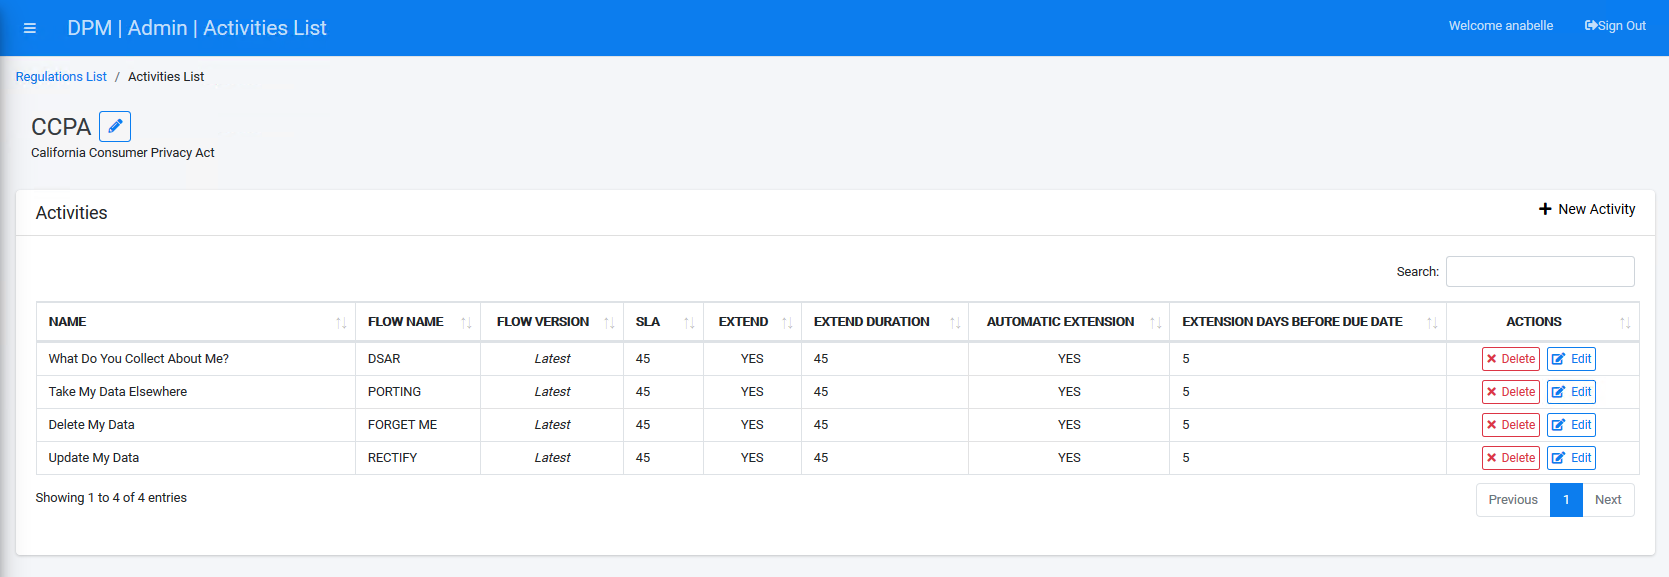 DPM | Admin | Activities List
Welcome anabelle
Sign Out
Regulations List / Activities List
CCPA
California Consumer Privacy Act
Activities
New Activity
Search:
NAME FLOW NAME FLOW VERSION SLA EXTEND EXTEND DURATION AUTOMATIC EXTENSION EXTENSION DAYS BEFORE DUE DATE ACTIONS
What Do You Collect About Me? DSAR Latest 45 YES 45 YES 5 Delete Edit
Take My Data Elsewhere PORTING Latest 45 YES 45 YES 5 Delete Edit
Delete My Data FORGET ME Latest 45 YES 45 YES 5 Delete Edit
Update My Data RECTIFY Latest 45 YES 45 YES 5 Delete Edit
Showing 1 to 4 of 4 entries
Previous 1 Next